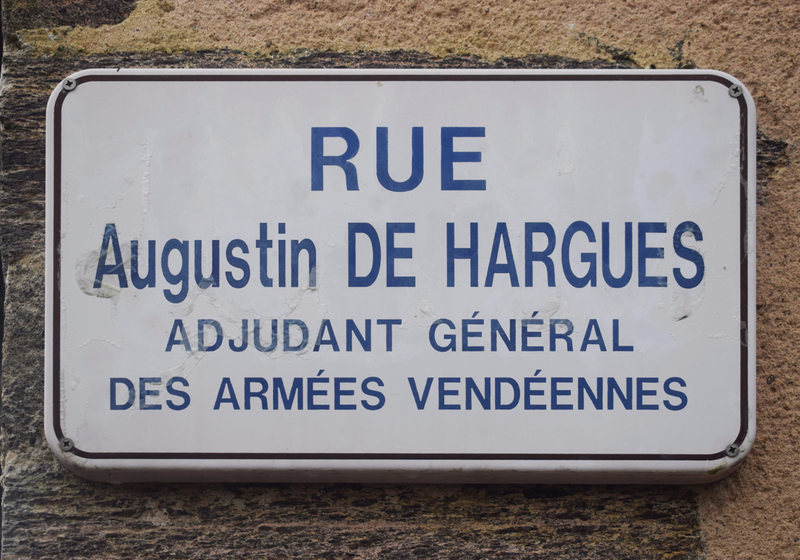 RUE
Augustin DE HARGUES
ADJUDANT GÉNÉRAL
DES ARMÉES VENDÉENNES